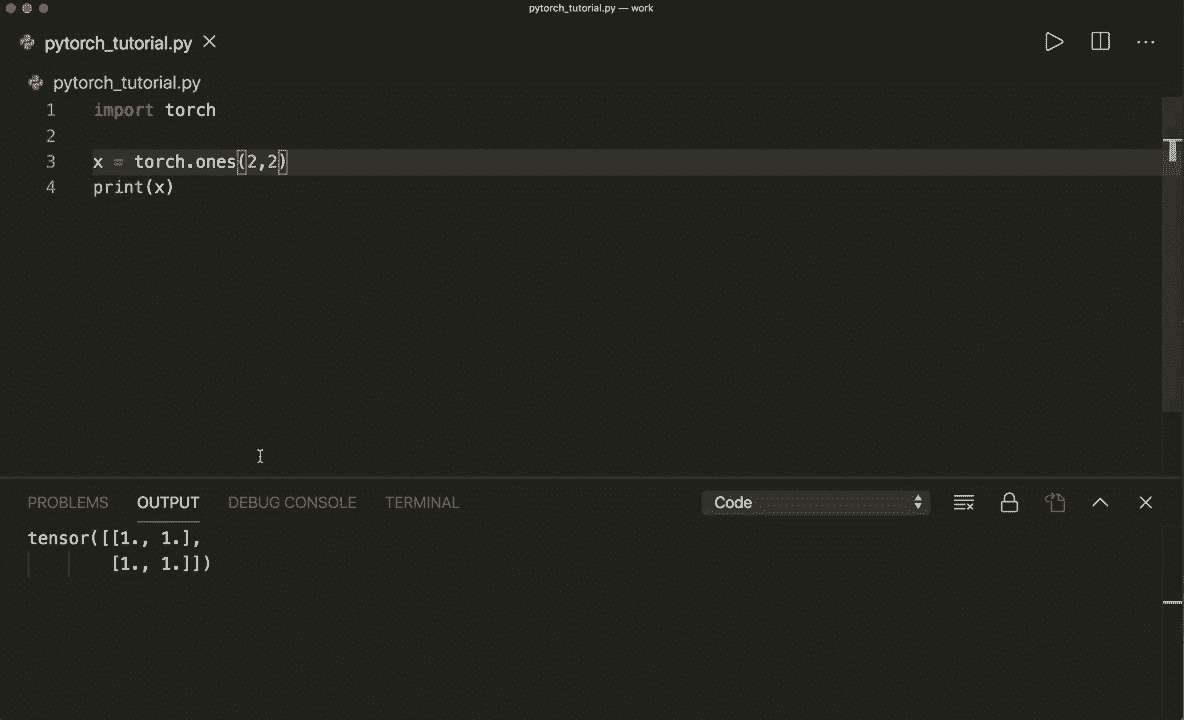 pytorch_tutorial.py — work
pytorch_tutorial.py
pytorch_tutorial.py
1 import torch
2
3 x = torch.ones(2,2)
4 print(x)
PROBLEMS OUTPUT DEBUG CONSOLE TERMINAL Code
tensor([[1., 1.],
[1., 1.]])